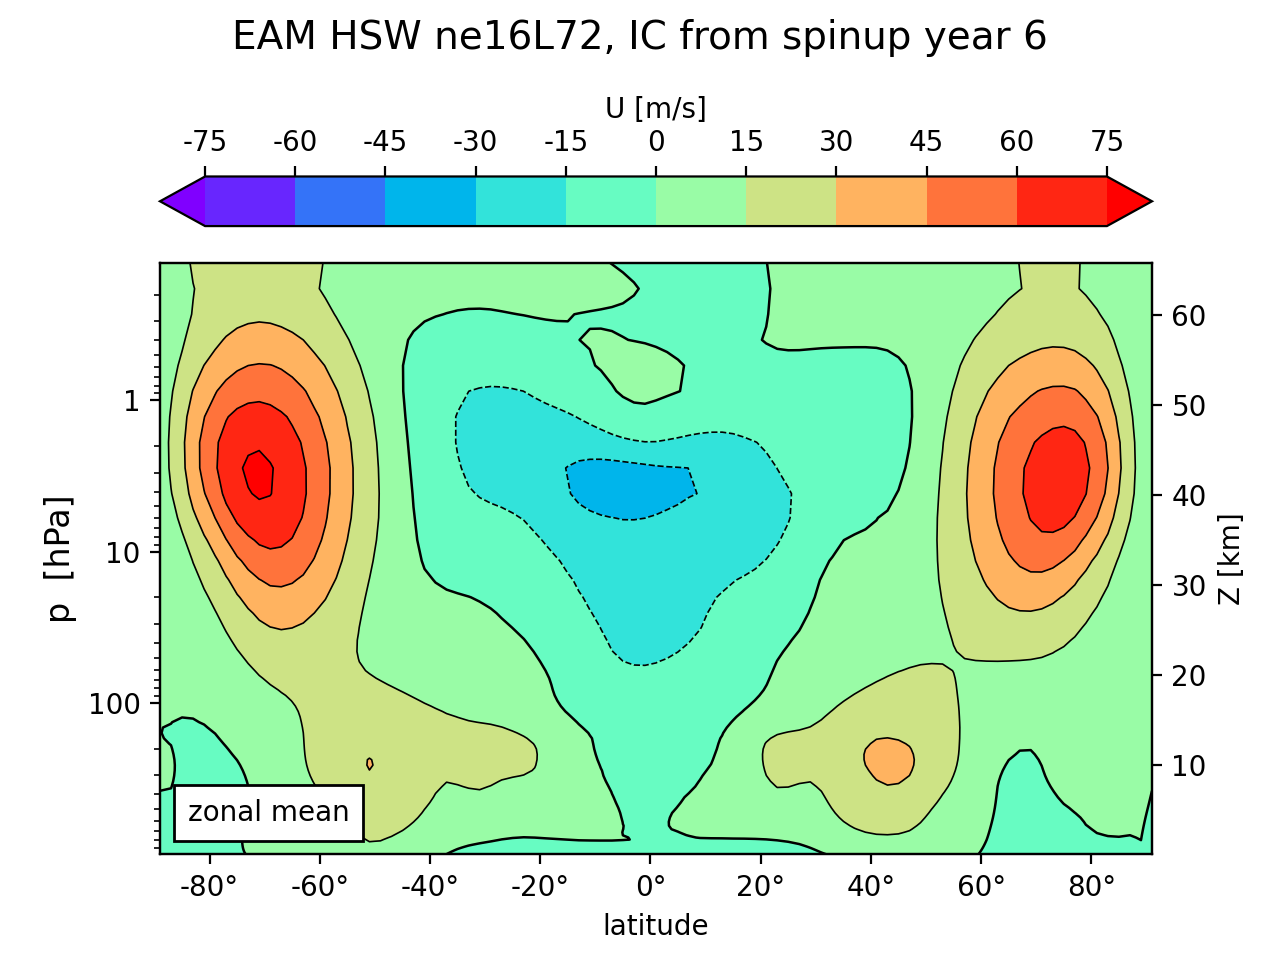 EAM HSW ne16L72, IC from spinup year 6
U [m/s]
-75 -60 -45 -30 -15 0 15 30 45 60 75
60
1
50
p [hPa]
40
Z [km]
10
30
20
100
10
zonal mean
-80° -60° -40° -20° 0° 20° 40° 60° 80°
latitude